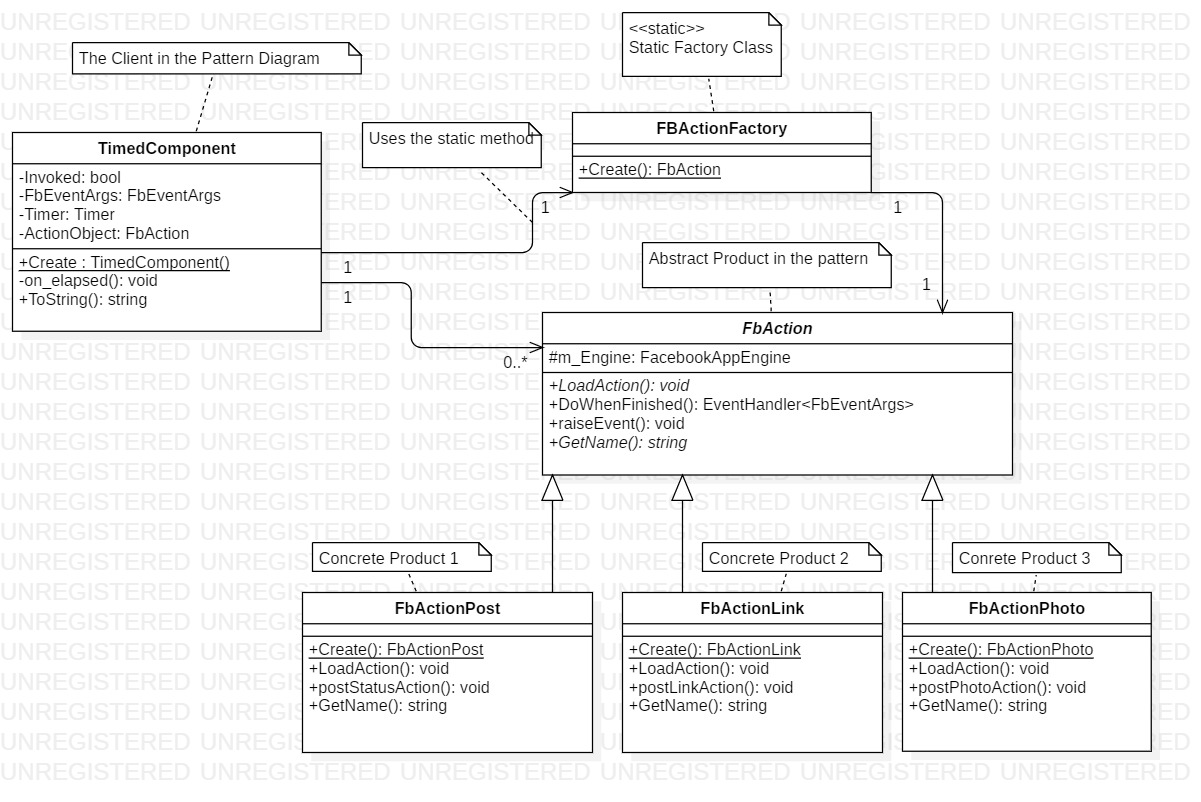 <<static>>
Static Factory Class
The Client in the Pattern Diagram
FBActionFactory
+Create(): FbAction
Uses the static method
TimedComponent
-Invoked: bool
-FbEventArgs: FbEventArgs
-Timer: Timer
-ActionObject: FbAction
+Create : TimedComponent()
-on_elapsed(): void
+ToString(): string
1
1
1
1
1
0..*
Abstract Product in the pattern
FbAction
#m_Engine: FacebookAppEngine
+LoadAction(): void
+DoWhenFinished(): EventHandler<FbEventArgs>
+raiseEvent(): void
+GetName(): string
Concrete Product 1
FbActionPost
+Create(): FbActionPost
+LoadAction(): void
+postStatusAction(): void
+GetName(): string
Concrete Product 2
FbActionLink
+Create(): FbActionLink
+LoadAction(): void
+postLinkAction(): void
+GetName(): string
Conrete Product 3
FbActionPhoto
+Create(): FbActionPhoto
+LoadAction(): void
+postPhotoAction(): void
+GetName(): string
UNREGISTERED